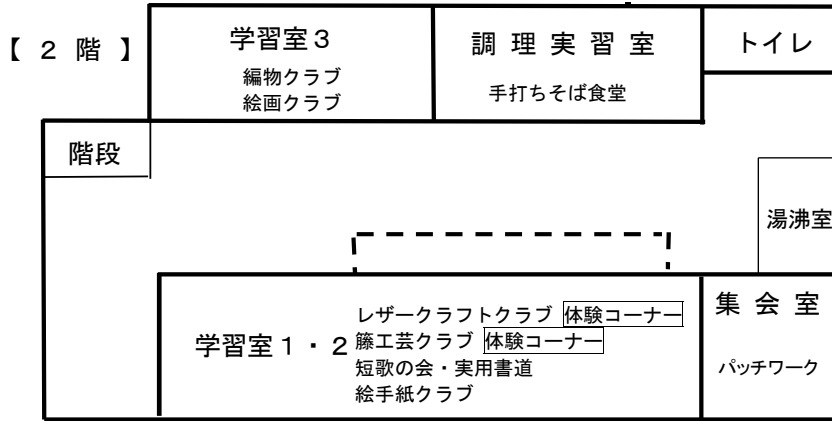 【 2 階 】
学習室3
編物クラブ
絵画クラブ
調 理 実 習 室
手打ちそば食堂
トイレ
階段
湯沸室
学習室1・2
レザークラフトクラブ 体験コーナー
籐工芸クラブ 体験コーナー
短歌の会・実用書道
絵手紙クラブ
集 会 室
パッチワーク